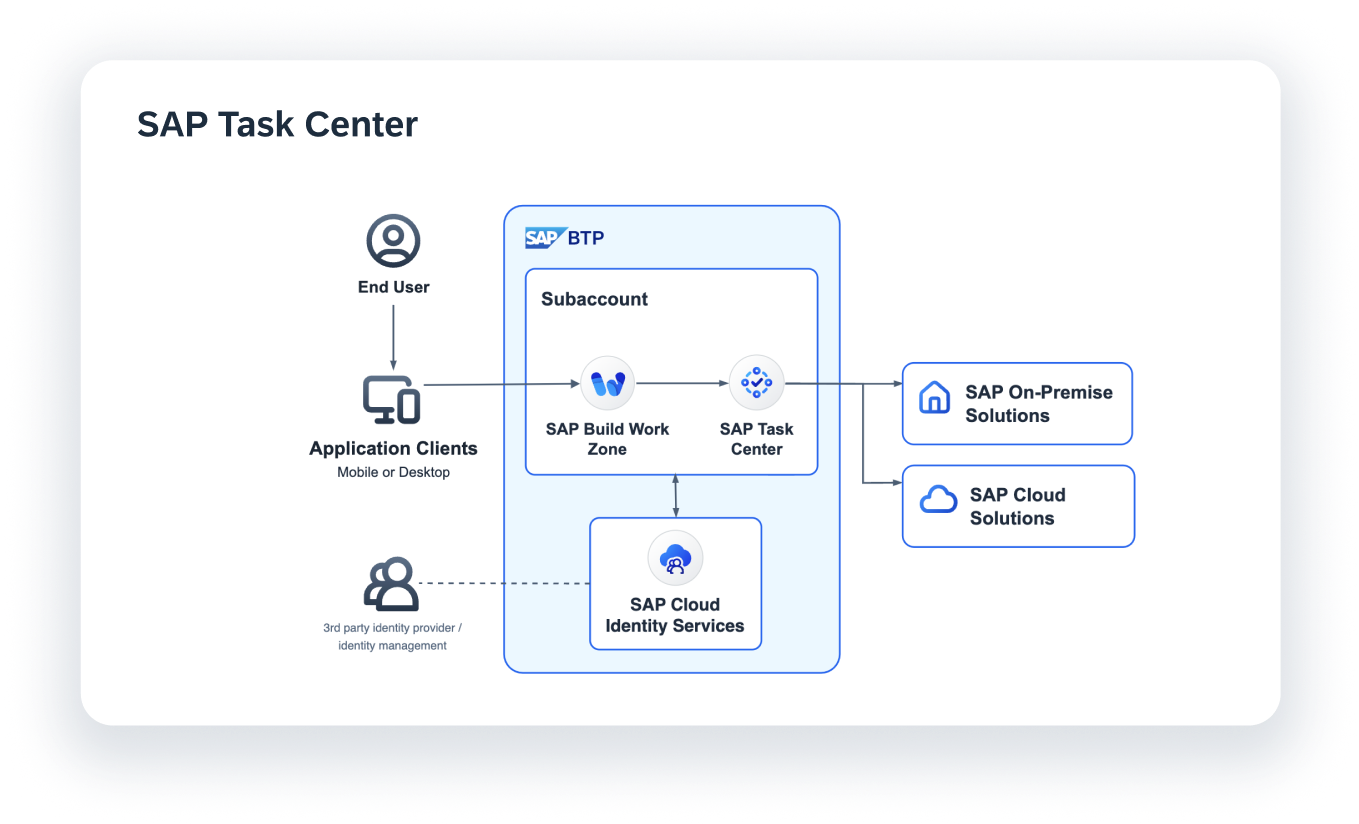 SAP Task Center
SAP BTP
End User
Subaccount
Application Clients
Mobile or Desktop
SAP Build Work
Zone
SAP Task
Center
SAP On-Premise
Solutions
SAP Cloud
Solutions
SAP Cloud
Identity Services
3rd party identity provider /
identity management